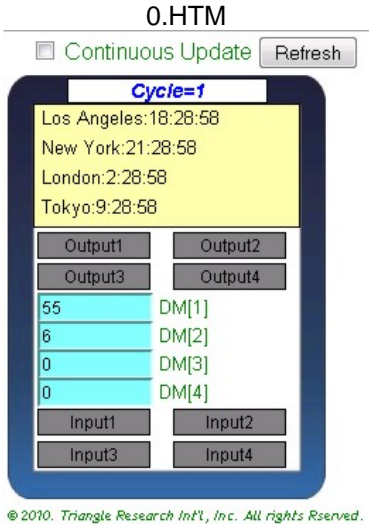 0.HTM
Continuous Update Refresh
Cycle=1
Los Angeles:18:28:58
New York:21:28:58
London:2:28:58
Tokyo:9:28:58
Output1 Output2
Output3 Output4
55 DM[1]
6 DM[2]
0 DM[3]
0 DM[4]
Input1 Input2
Input3 Input4
© 2010. Triangle Research Int'l, Inc. All rights Rserved.